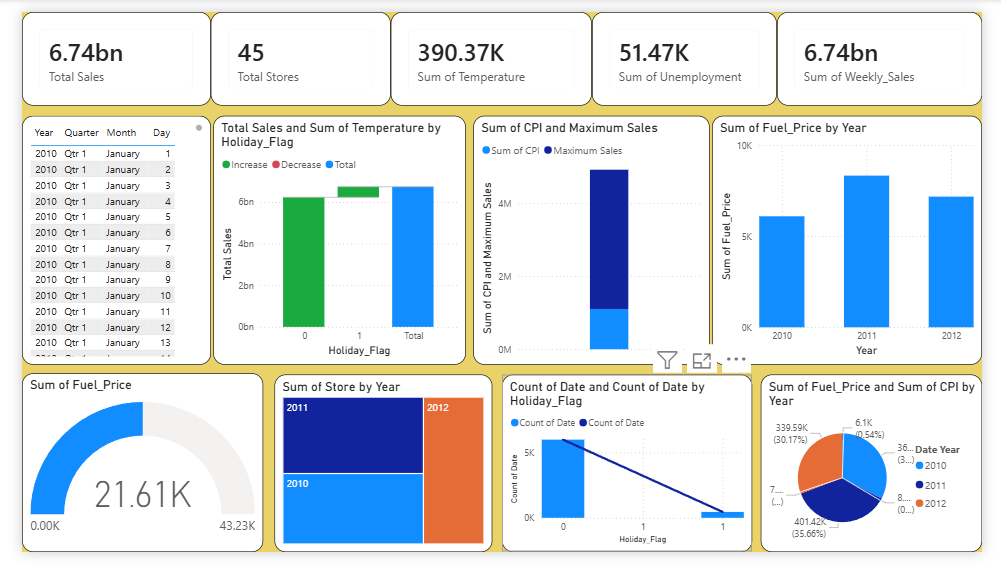 6.74bn
Total Sales
45
Total Stores
390.37K
Sum of Temperature
51.47K
Sum of Unemployment
6.74bn
Sum of Weekly_Sales
Year Quarter Month Day
2010 Qtr 1 January 1
2010 Qtr 1 January 2
2010 Qtr 1 January 3
2010 Qtr 1 January 4
2010 Qtr 1 January 5
2010 Qtr 1 January 6
2010 Qtr 1 January 7
2010 Qtr 1 January 8
2010 Qtr 1 January 9
2010 Qtr 1 January 10
2010 Qtr 1 January 11
2010 Qtr 1 January 12
2010 Qtr 1 January 13
Total Sales and Sum of Temperature by
Holiday_Flag
Increase Decrease Total
Total Sales
6bn
4bn
2bn
0bn
0 1 Total
Holiday_Flag
Sum of CPI and Maximum Sales
Sum of CPI Maximum Sales
Sum of CPI and Maximum Sales
4M
2M
0M
Sum of Fuel_Price by Year
Sum of Fuel_Price
10K
5K
0K
2010 2011 2012
Year
Sum of Fuel_Price
21.61K
0.00K 43.23K
Sum of Store by Year
2011
2012
2010
Count of Date and Count of Date by
Holiday_Flag
Count of Date Count of Date
Count of Date
5K
0K
0 1 1
Holiday_Flag
Sum of Fuel_Price and Sum of CPI by
Year
339.59K
(30.17%)
6.1K
(0.54%)
36...
(3...)
8....
(0...)
7....
(...)
401.42K
(35.66%)
Date Year
2010
2011
2012